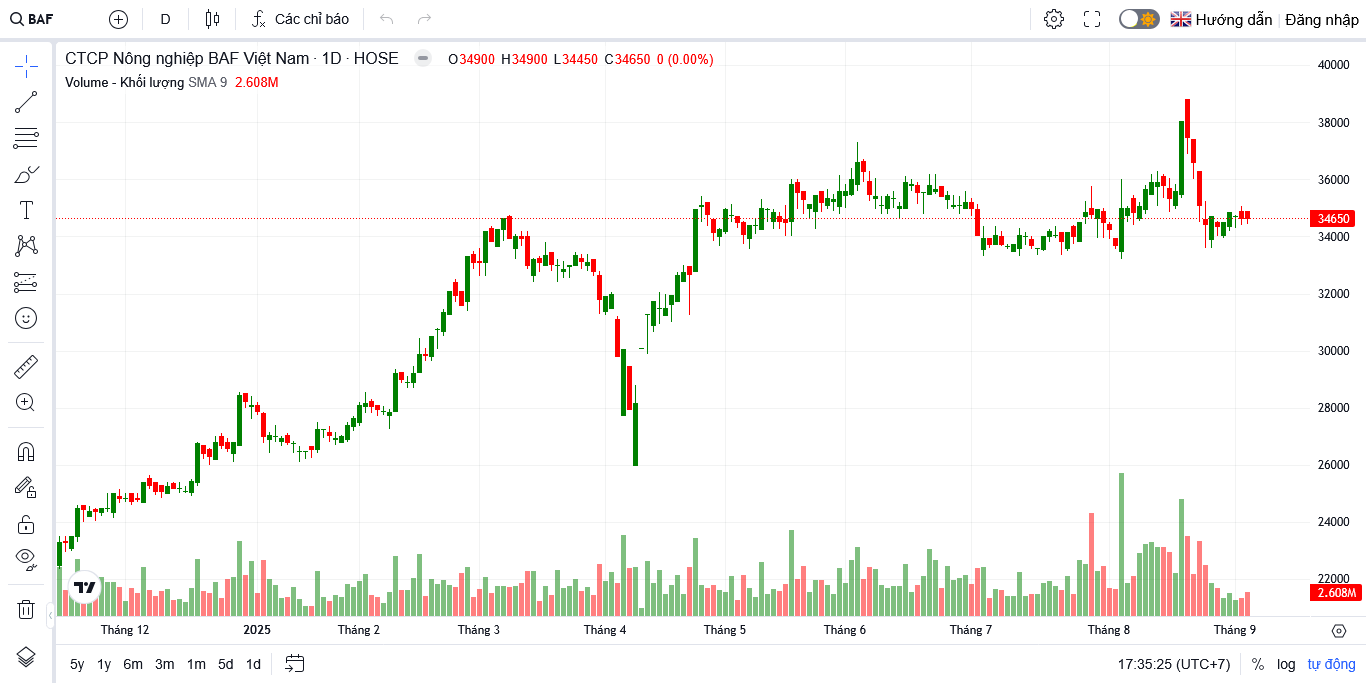 BAF D Các chỉ báo Hướng dẫn Đăng nhập
CTCP Nông nghiệp BAF Việt Nam · 1D · HOSE O34900 H34900 L34450 C34650 0 (0.00%)
Volume - Khối lượng SMA 9 2.608M
40000
38000
36000
34650
34000
32000
30000
28000
26000
24000
22000
2.608M
Tháng 12 2025 Tháng 2 Tháng 3 Tháng 4 Tháng 5 Tháng 6 Tháng 7 Tháng 8 Tháng 9
5y 1y 6m 3m 1m 5d 1d 17:35:25 (UTC+7) % log tự động